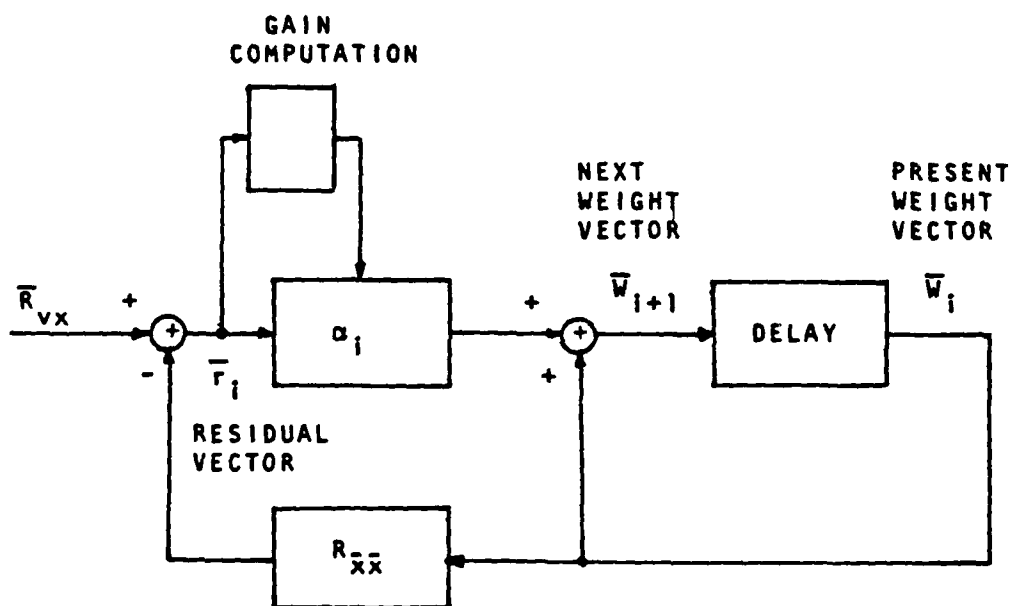 GAIN
COMPUTATION
NEXT
WEIGHT
VECTOR
PRESENT
WEIGHT
VECTOR
R̅vx
+
+
r̅i
-
αi
+
+
+
W̅i+1
DELAY
W̅i
RESIDUAL
VECTOR
Rx̅x̅